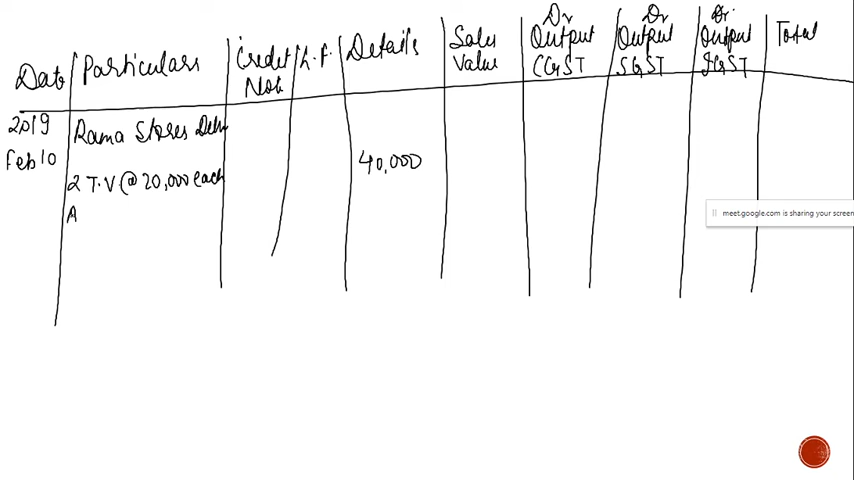 Date Particulars Credit Note L.F. Details Sales Value Dr Output CGST Dr Output SGST Dr. Output IGST Total
2019 Rama Stores Delhi
Feb 10 40,000
2 T.V @ 20,000 each
A
meet.google.com is sharing your screen